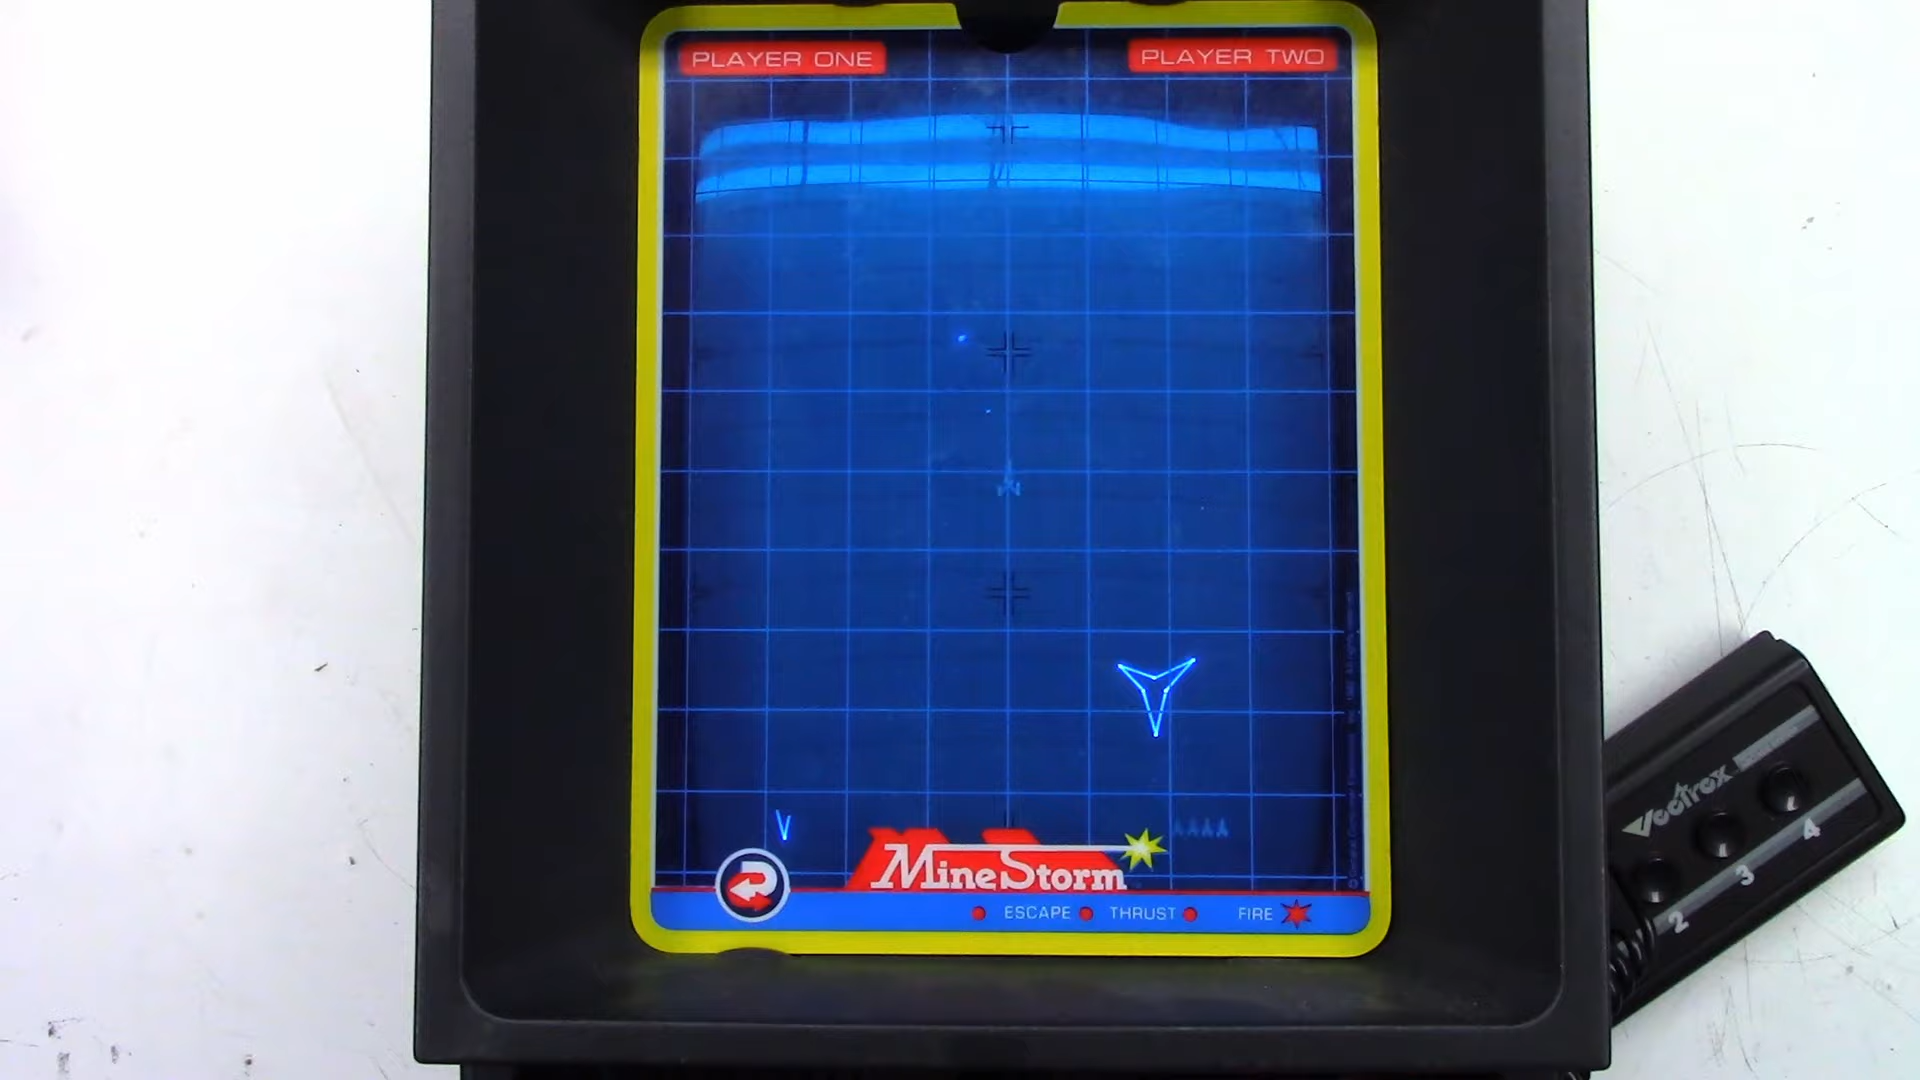 PLAYER ONE
PLAYER TWO
MineStorm
ESCAPE THRUST FIRE
Vectrex
2 3 4